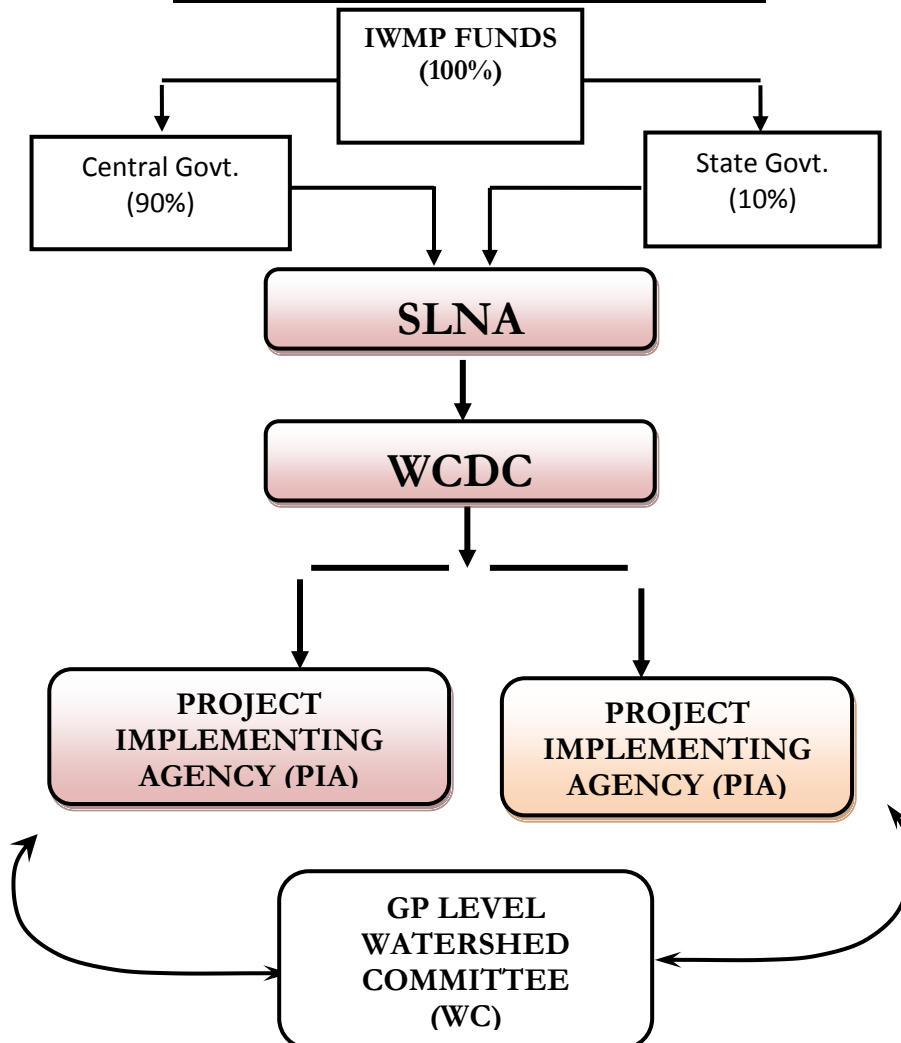 IWMP FUNDS
(100%)
Central Govt.
(90%)
State Govt.
(10%)
SLNA
WCDC
PROJECT
IMPLEMENTING
AGENCY (PIA)
PROJECT
IMPLEMENTING
AGENCY (PIA)
GP LEVEL
WATERSHED
COMMITTEE
(WC)